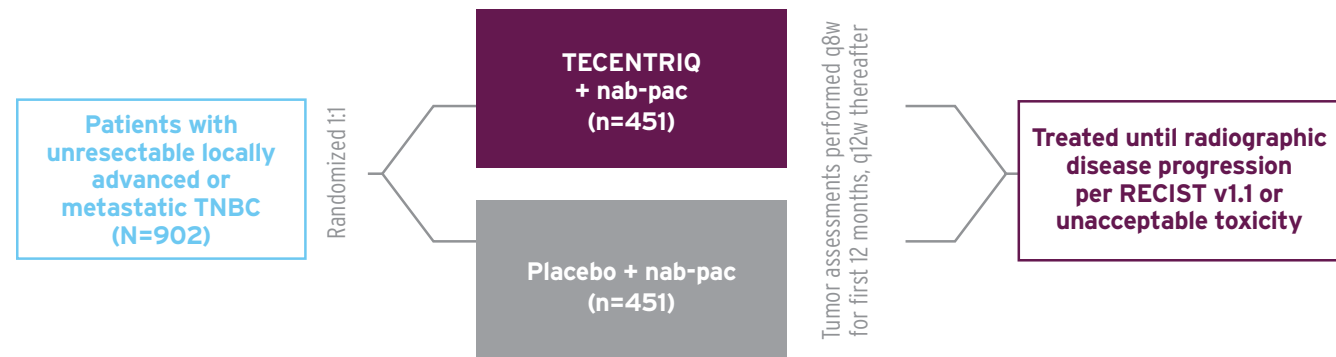 Patients with
unresectable locally
advanced or
metastatic TNBC
(N=902)
Randomized 1:1
TECENTRIQ
+ nab-pac
(n=451)
Placebo + nab-pac
(n=451)
Tumor assessments performed q8w
for first 12 months, q12w thereafter
Treated until radiographic
disease progression
per RECIST v1.1 or
unacceptable toxicity